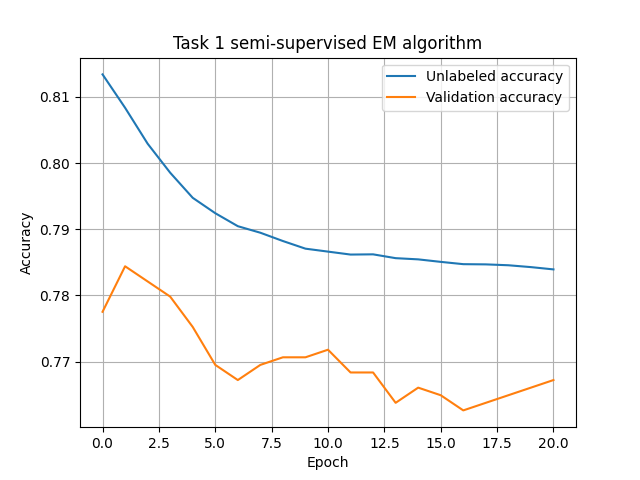 Task 1 semi-supervised EM algorithm
Unlabeled accuracy
Validation accuracy
0.81
0.80
0.79
0.78
0.77
Accuracy
0.0 2.5 5.0 7.5 10.0 12.5 15.0 17.5 20.0
Epoch